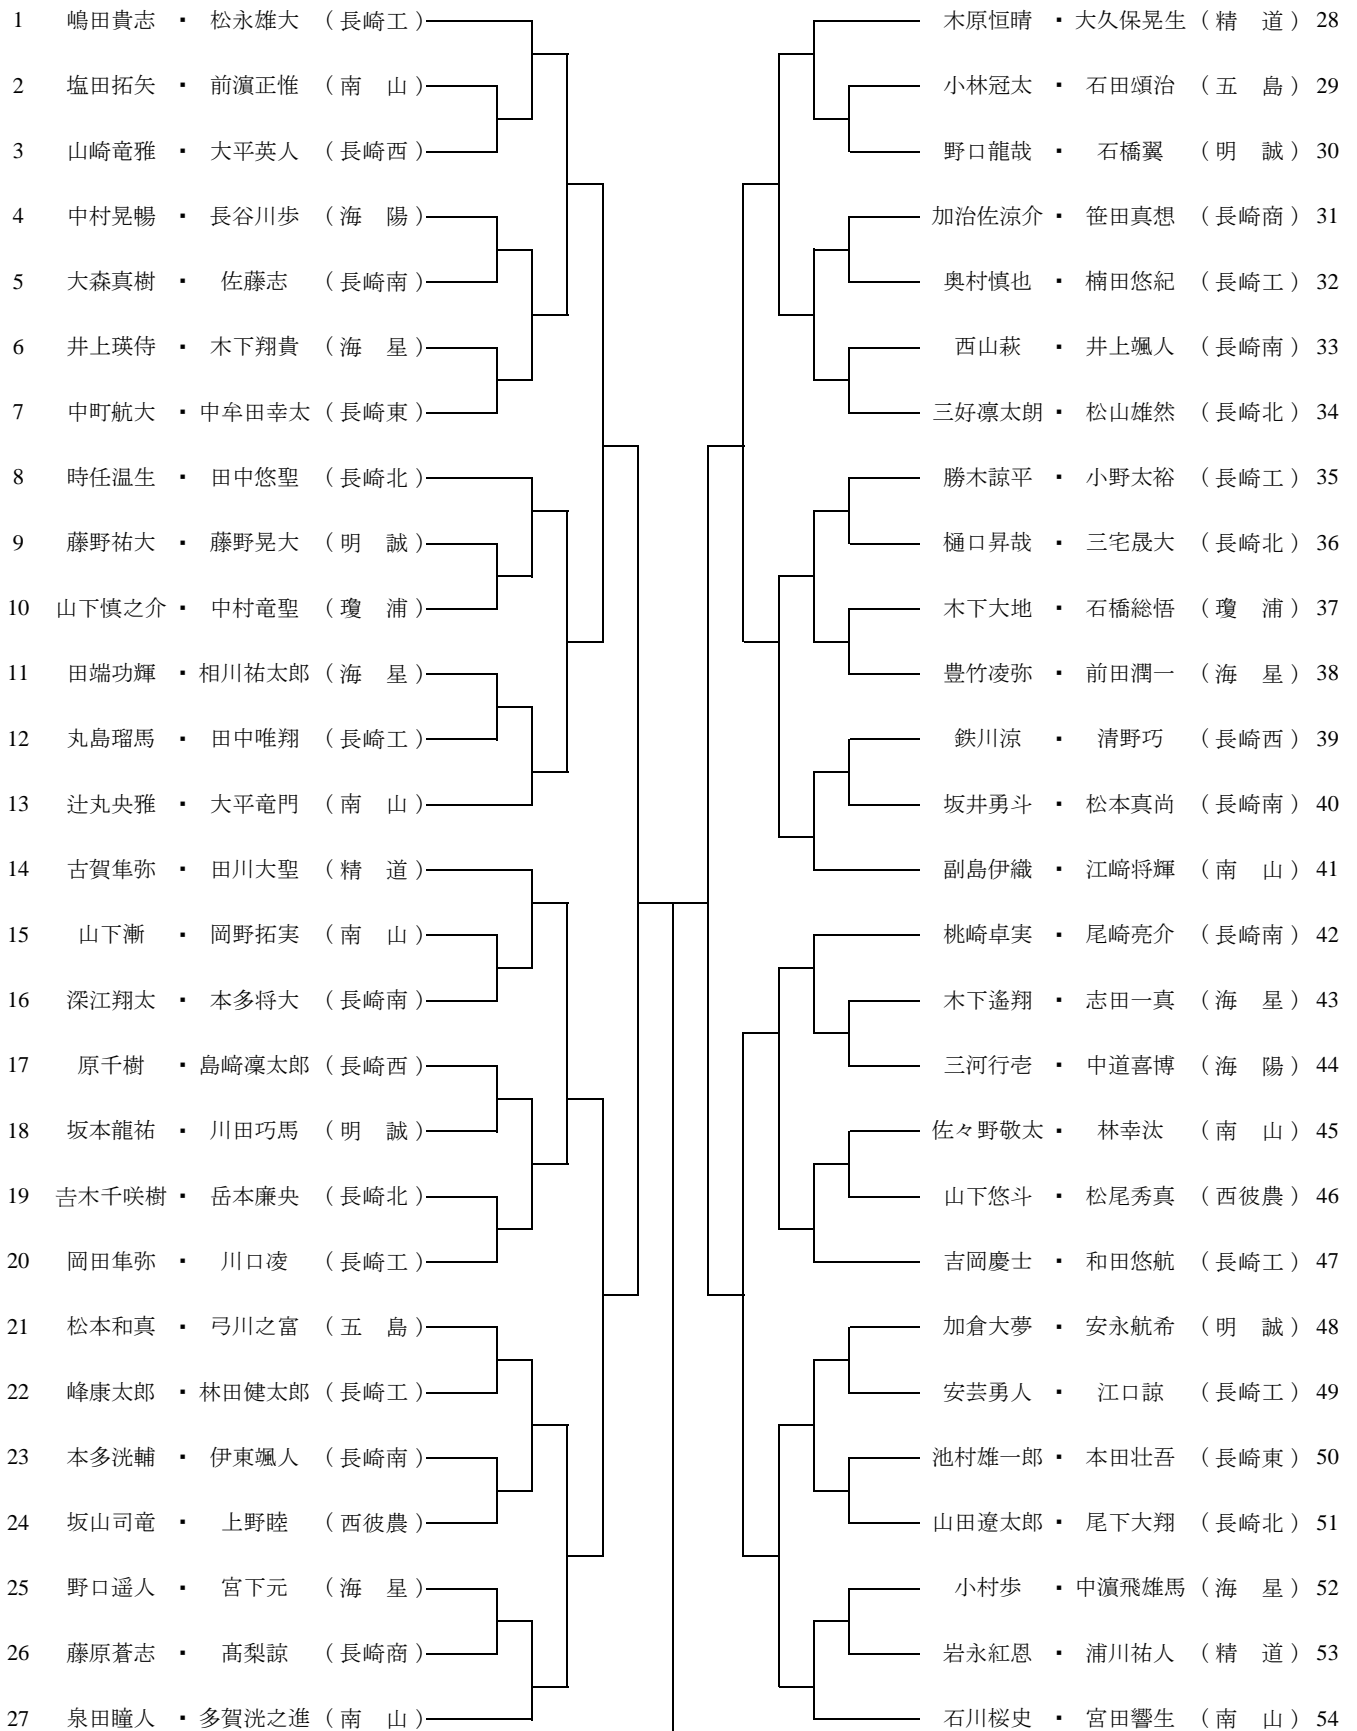 1 嶋田貴志 ・ 松永雄大 (長崎工)
2 塩田拓矢 ・ 前濵正惟 (南　山)
3 山崎竜雅 ・ 大平英人 (長崎西)
4 中村晃暢 ・ 長谷川歩 (海　陽)
5 大森真樹 ・ 佐藤志 (長崎南)
6 井上瑛侍 ・ 木下翔貴 (海　星)
7 中町航大 ・ 中牟田幸太 (長崎東)
8 時任温生 ・ 田中悠聖 (長崎北)
9 藤野祐大 ・ 藤野晃大 (明　誠)
10 山下慎之介 ・ 中村竜聖 (瓊　浦)
11 田端功輝 ・ 相川祐太郎 (海　星)
12 丸島瑠馬 ・ 田中唯翔 (長崎工)
13 辻丸央雅 ・ 大平竜門 (南　山)
14 古賀隼弥 ・ 田川大聖 (精　道)
15 山下漸 ・ 岡野拓実 (南　山)
16 深江翔太 ・ 本多将大 (長崎南)
17 原千樹 ・ 島﨑凜太郎 (長崎西)
18 坂本龍祐 ・ 川田巧馬 (明　誠)
19 𠮷木千咲樹 ・ 岳本廉央 (長崎北)
20 岡田隼弥 ・ 川口凌 (長崎工)
21 松本和真 ・ 弓川之富 (五　島)
22 峰康太郎 ・ 林田健太郎 (長崎工)
23 本多洸輔 ・ 伊東颯人 (長崎南)
24 坂山司竜 ・ 上野睦 (西彼農)
25 野口遥人 ・ 宮下元 (海　星)
26 藤原蒼志 ・ 髙梨諒 (長崎商)
27 泉田瞳人 ・ 多賀洸之進 (南　山)
木原恒晴 ・ 大久保晃生 (精　道) 28
小林冠太 ・ 石田頌治 (五　島) 29
野口龍哉 ・ 石橋翼 (明　誠) 30
加治佐涼介 ・ 笹田真想 (長崎商) 31
奥村慎也 ・ 楠田悠紀 (長崎工) 32
西山萩 ・ 井上颯人 (長崎南) 33
三好凛太朗 ・ 松山雄然 (長崎北) 34
勝木諒平 ・ 小野太裕 (長崎工) 35
樋口昇哉 ・ 三宅晟大 (長崎北) 36
木下大地 ・ 石橋総悟 (瓊　浦) 37
豊竹凌弥 ・ 前田潤一 (海　星) 38
鉄川涼 ・ 清野巧 (長崎西) 39
坂井勇斗 ・ 松本真尚 (長崎南) 40
副島伊織 ・ 江﨑将輝 (南　山) 41
桃崎卓実 ・ 尾崎亮介 (長崎南) 42
木下遙翔 ・ 志田一真 (海　星) 43
三河行壱 ・ 中道喜博 (海　陽) 44
佐々野敬太 ・ 林幸汰 (南　山) 45
山下悠斗 ・ 松尾秀真 (西彼農) 46
吉岡慶士 ・ 和田悠航 (長崎工) 47
加倉大夢 ・ 安永航希 (明　誠) 48
安芸勇人 ・ 江口諒 (長崎工) 49
池村雄一郎 ・ 本田壮吾 (長崎東) 50
山田遼太郎 ・ 尾下大翔 (長崎北) 51
小村歩 ・ 中濵飛雄馬 (海　星) 52
岩永紅恩 ・ 浦川祐人 (精　道) 53
石川桜史 ・ 宮田響生 (南　山) 54